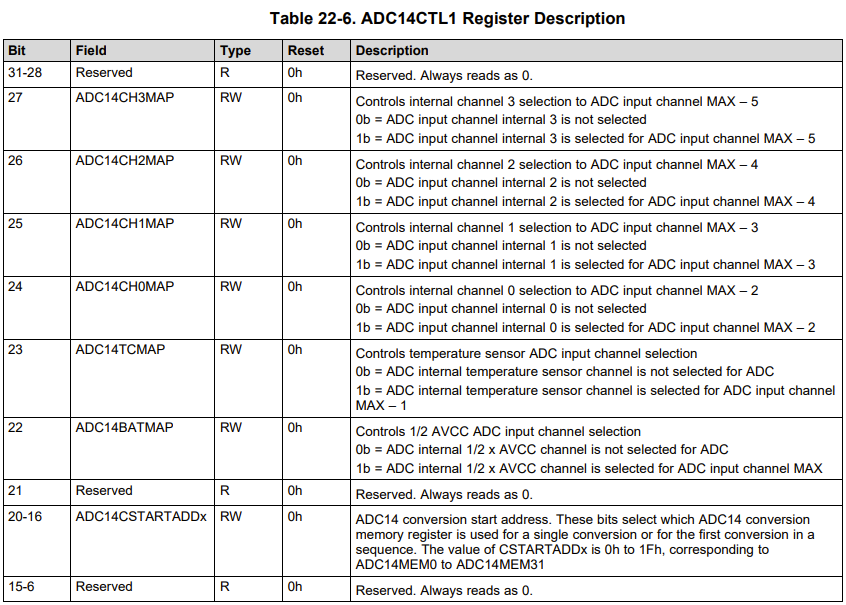 Table 22-6. ADC14CTL1 Register Description
Bit Field Type Reset Description
31-28 Reserved R 0h Reserved. Always reads as 0.
27 ADC14CH3MAP RW 0h Controls internal channel 3 selection to ADC input channel MAX – 5
0b = ADC input channel internal 3 is not selected
1b = ADC input channel internal 3 is selected for ADC input channel MAX – 5
26 ADC14CH2MAP RW 0h Controls internal channel 2 selection to ADC input channel MAX – 4
0b = ADC input channel internal 2 is not selected
1b = ADC input channel internal 2 is selected for ADC input channel MAX – 4
25 ADC14CH1MAP RW 0h Controls internal channel 1 selection to ADC input channel MAX – 3
0b = ADC input channel internal 1 is not selected
1b = ADC input channel internal 1 is selected for ADC input channel MAX – 3
24 ADC14CH0MAP RW 0h Controls internal channel 0 selection to ADC input channel MAX – 2
0b = ADC input channel internal 0 is not selected
1b = ADC input channel internal 0 is selected for ADC input channel MAX – 2
23 ADC14TCMAP RW 0h Controls temperature sensor ADC input channel selection
0b = ADC internal temperature sensor channel is not selected for ADC
1b = ADC internal temperature sensor channel is selected for ADC input channel
MAX – 1
22 ADC14BATMAP RW 0h Controls 1/2 AVCC ADC input channel selection
0b = ADC internal 1/2 x AVCC channel is not selected for ADC
1b = ADC internal 1/2 x AVCC channel is selected for ADC input channel MAX
21 Reserved R 0h Reserved. Always reads as 0.
20-16 ADC14CSTARTADDx RW 0h ADC14 conversion start address. These bits select which ADC14 conversion
memory register is used for a single conversion or for the first conversion in a
sequence. The value of CSTARTADDx is 0h to 1Fh, corresponding to
ADC14MEM0 to ADC14MEM31
15-6 Reserved R 0h Reserved. Always reads as 0.